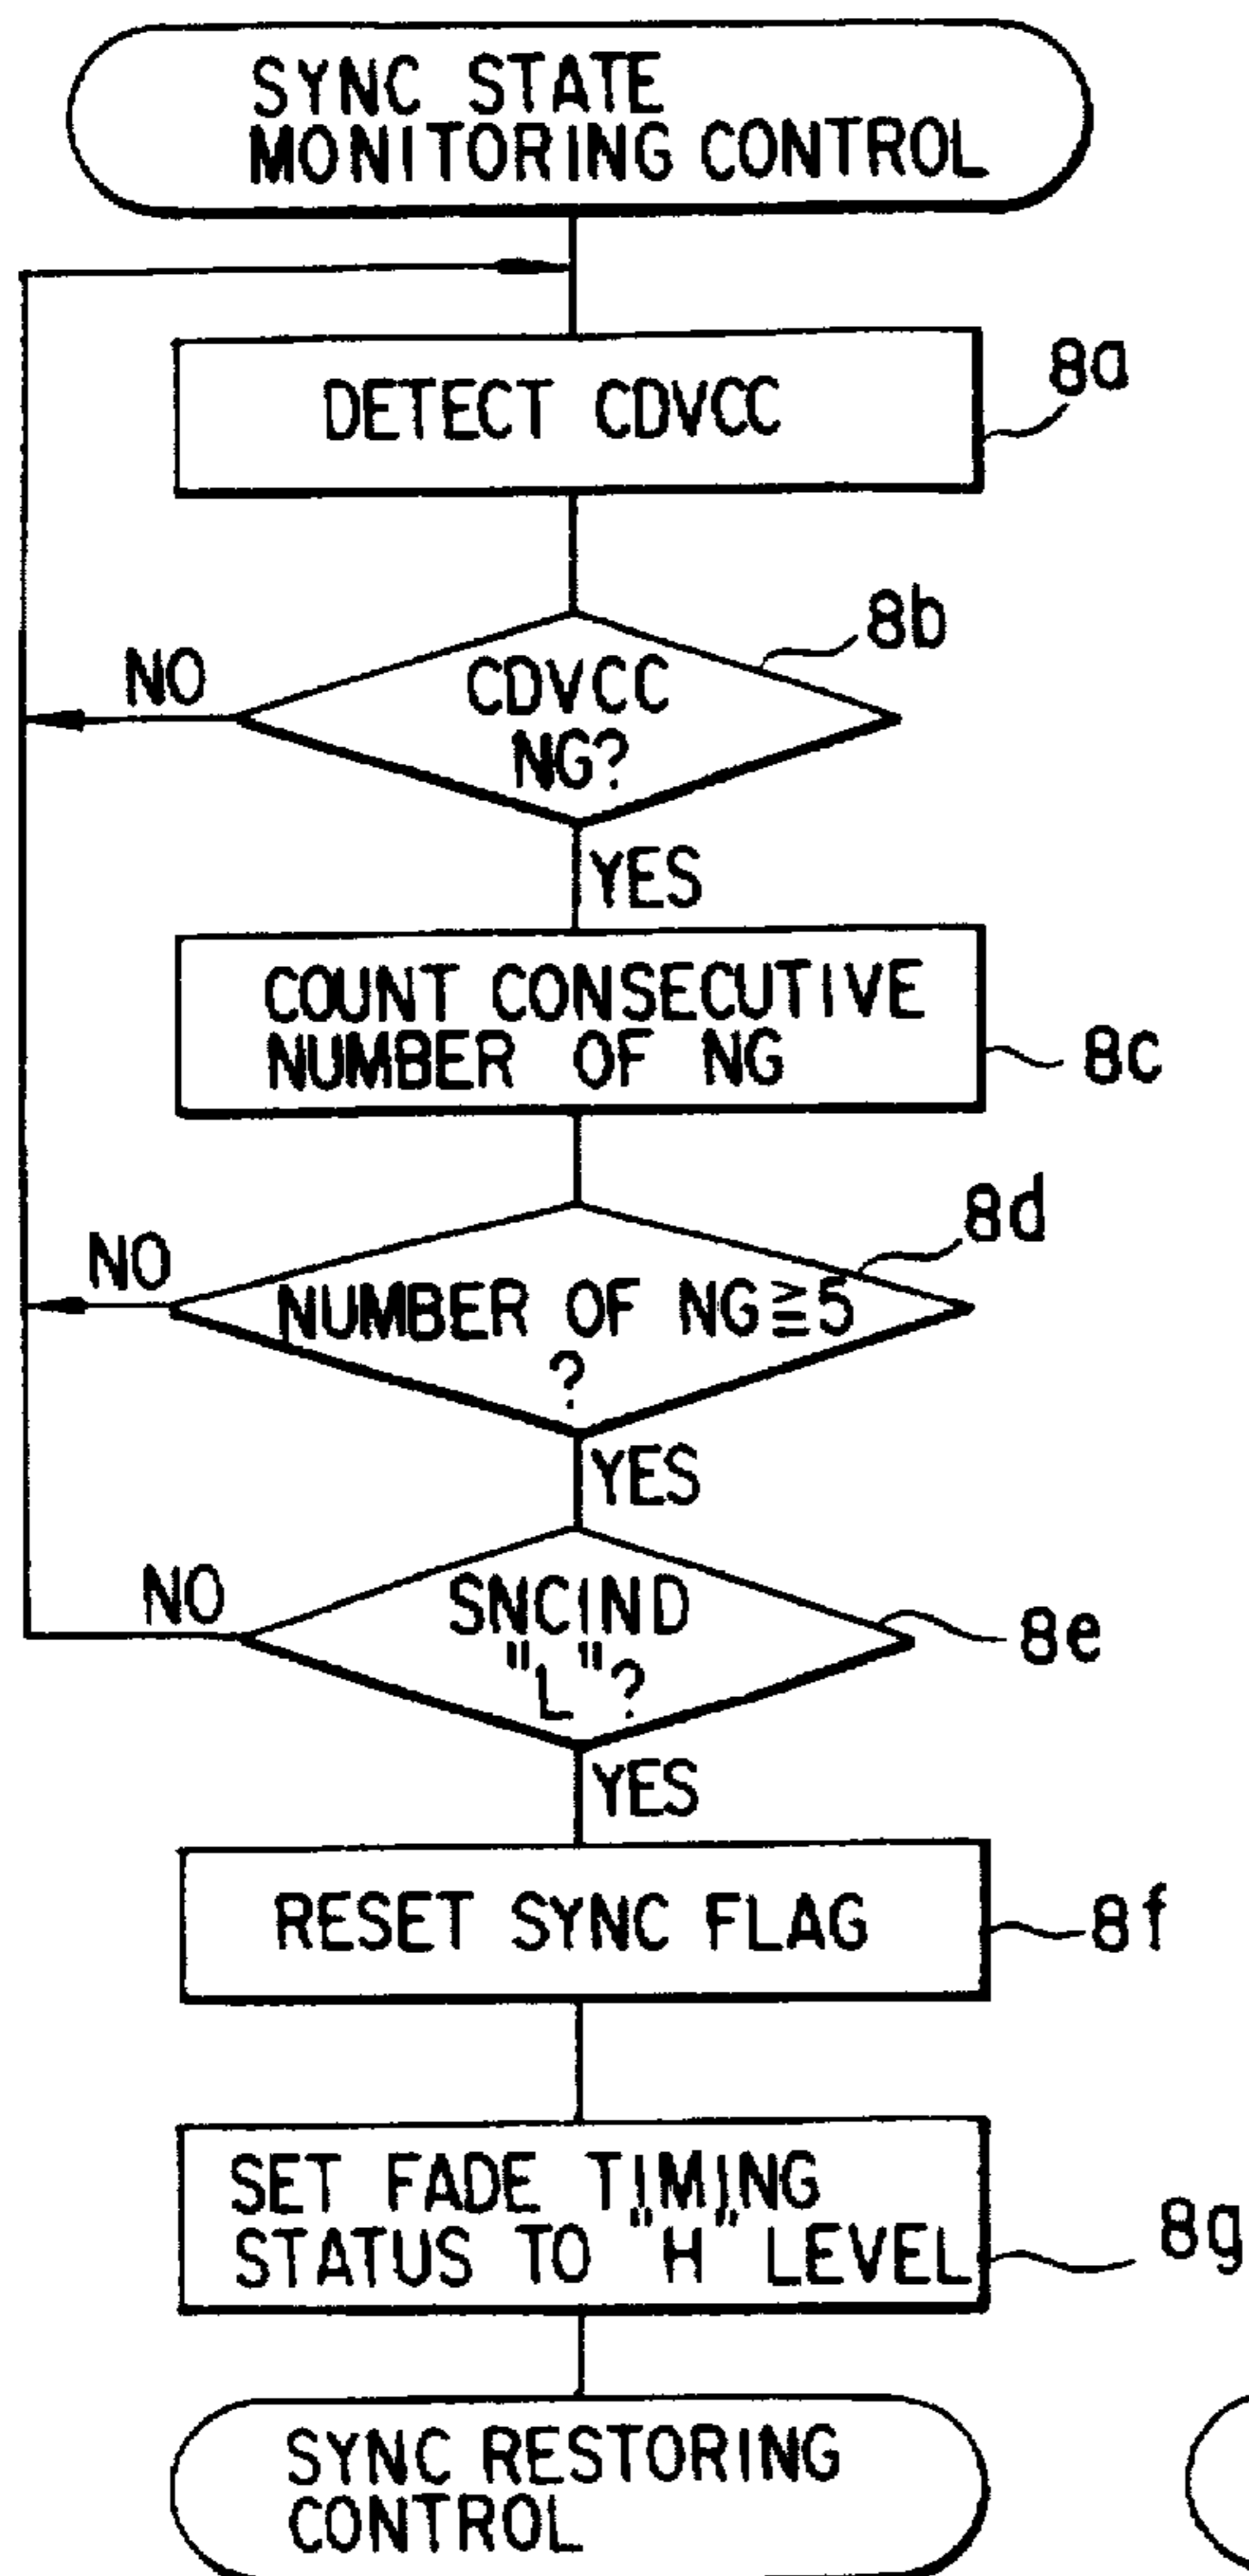 SYNC STATE
MONITORING CONTROL
DETECT CDVCC
8a
CDVCC
NG?
8b
NO
YES
COUNT CONSECUTIVE
NUMBER OF NG
8c
NUMBER OF NG≧5
?
8d
NO
YES
SNCIND
"L"?
8e
NO
YES
RESET SYNC FLAG
8f
SET FADE TIMING
STATUS TO "H" LEVEL
8g
SYNC RESTORING
CONTROL